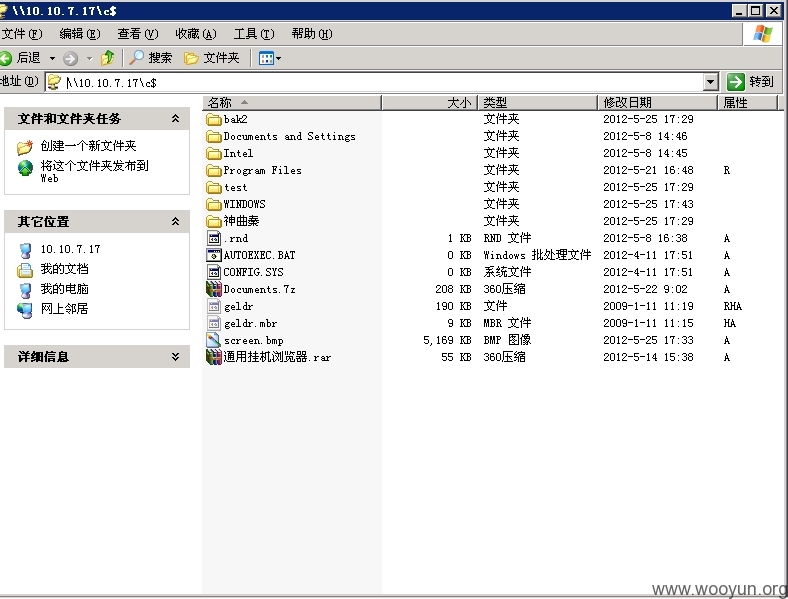 \\10.10.7.17\c$
文件(F) 编辑(E) 查看(V) 收藏(A) 工具(T) 帮助(H)
后退 搜索 文件夹
地址(D) \\10.10.7.17\c$ 转到
文件和文件夹任务
创建一个新文件夹
将这个文件夹发布到
Web
其它位置
10.10.7.17
我的文档
我的电脑
网上邻居
详细信息
名称 大小 类型 修改日期 属性
bak2 文件夹 2012-5-25 17:29
Documents and Settings 文件夹 2012-5-8 14:46
Intel 文件夹 2012-5-8 14:45
Program Files 文件夹 2012-5-21 16:48 R
test 文件夹 2012-5-25 17:29
WINDOWS 文件夹 2012-5-25 17:43
神曲秦 文件夹 2012-5-25 17:29
.rnd 1 KB RND 文件 2012-5-8 16:38 A
AUTOEXEC.BAT 0 KB Windows 批处理文件 2012-4-11 17:51 A
CONFIG.SYS 0 KB 系统文件 2012-4-11 17:51 A
Documents.7z 208 KB 360压缩 2012-5-22 9:02 A
geldr 190 KB 文件 2009-1-11 11:19 RHA
geldr.mbr 9 KB MBR 文件 2009-1-11 11:15 HA
screen.bmp 5,169 KB BMP 图像 2012-5-25 17:33 A
通用挂机浏览器.rar 55 KB 360压缩 2012-5-14 15:38 A
www.wooyun.org